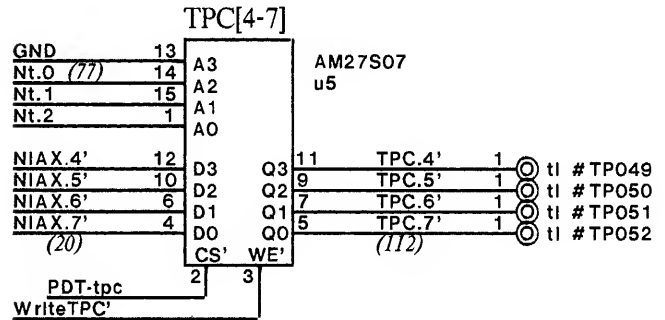 TPC[4-7]
GND 13 A3 AM27S07
Nt.0 (77) 14 A2 u5
Nt.1 15 A1
Nt.2 1 A0
NIAX.4' 12 D3 Q3 11 TPC.4' 1 tl #TP049
NIAX.5' 10 D2 Q2 9 TPC.5' 1 tl #TP050
NIAX.6' 6 D1 Q1 7 TPC.6' 1 tl #TP051
NIAX.7' 4 D0 Q0 5 TPC.7' 1 tl #TP052
(20) (112)
CS' WE'
2 3
PDT-tpc
WriteTPC'